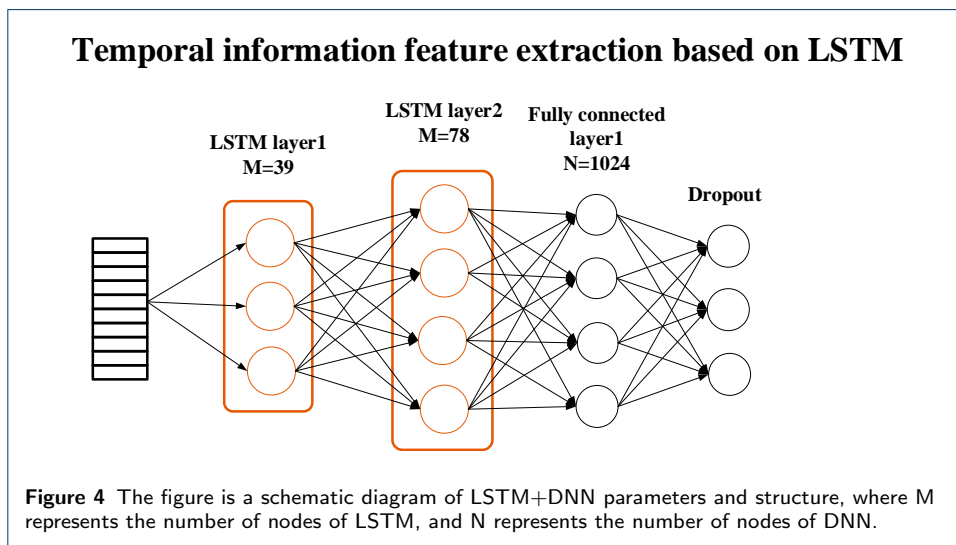 Temporal information feature extraction based on LSTM
LSTM layer1
M=39
LSTM layer2
M=78
Fully connected
layer1
N=1024
Dropout
Figure 4 The figure is a schematic diagram of LSTM+DNN parameters and structure, where M
represents the number of nodes of LSTM, and N represents the number of nodes of DNN.